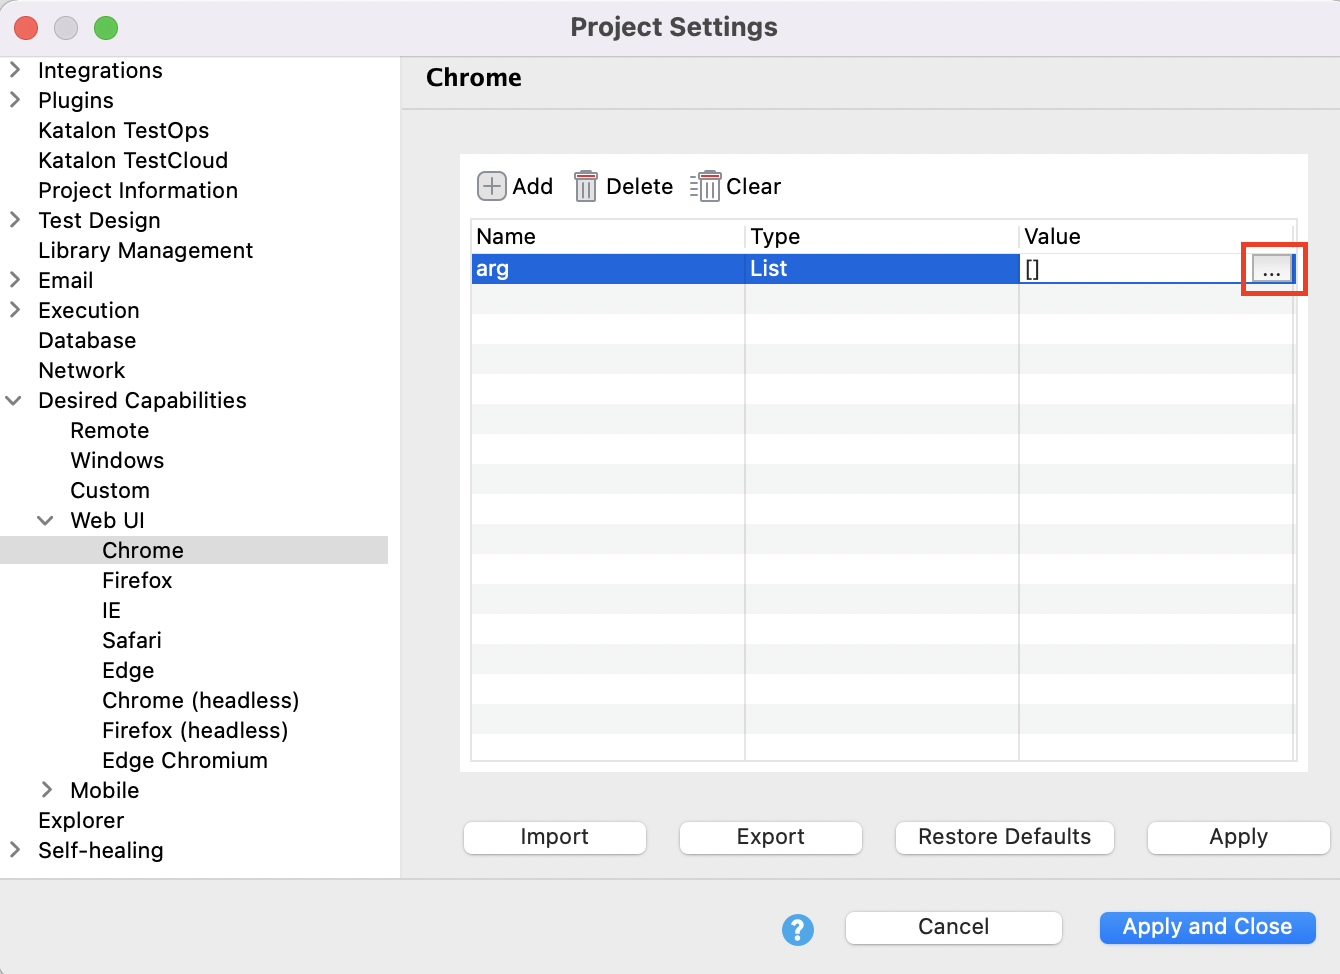 Project Settings
Integrations
Plugins
Katalon TestOps
Katalon TestCloud
Project Information
Test Design
Library Management
Email
Execution
Database
Network
Desired Capabilities
Remote
Windows
Custom
Web UI
Chrome
Firefox
IE
Safari
Edge
Chrome (headless)
Firefox (headless)
Edge Chromium
Mobile
Explorer
Self-healing
Chrome
Add Delete Clear
Name Type Value
arg List [] ...
Import Export Restore Defaults Apply
? Cancel Apply and Close